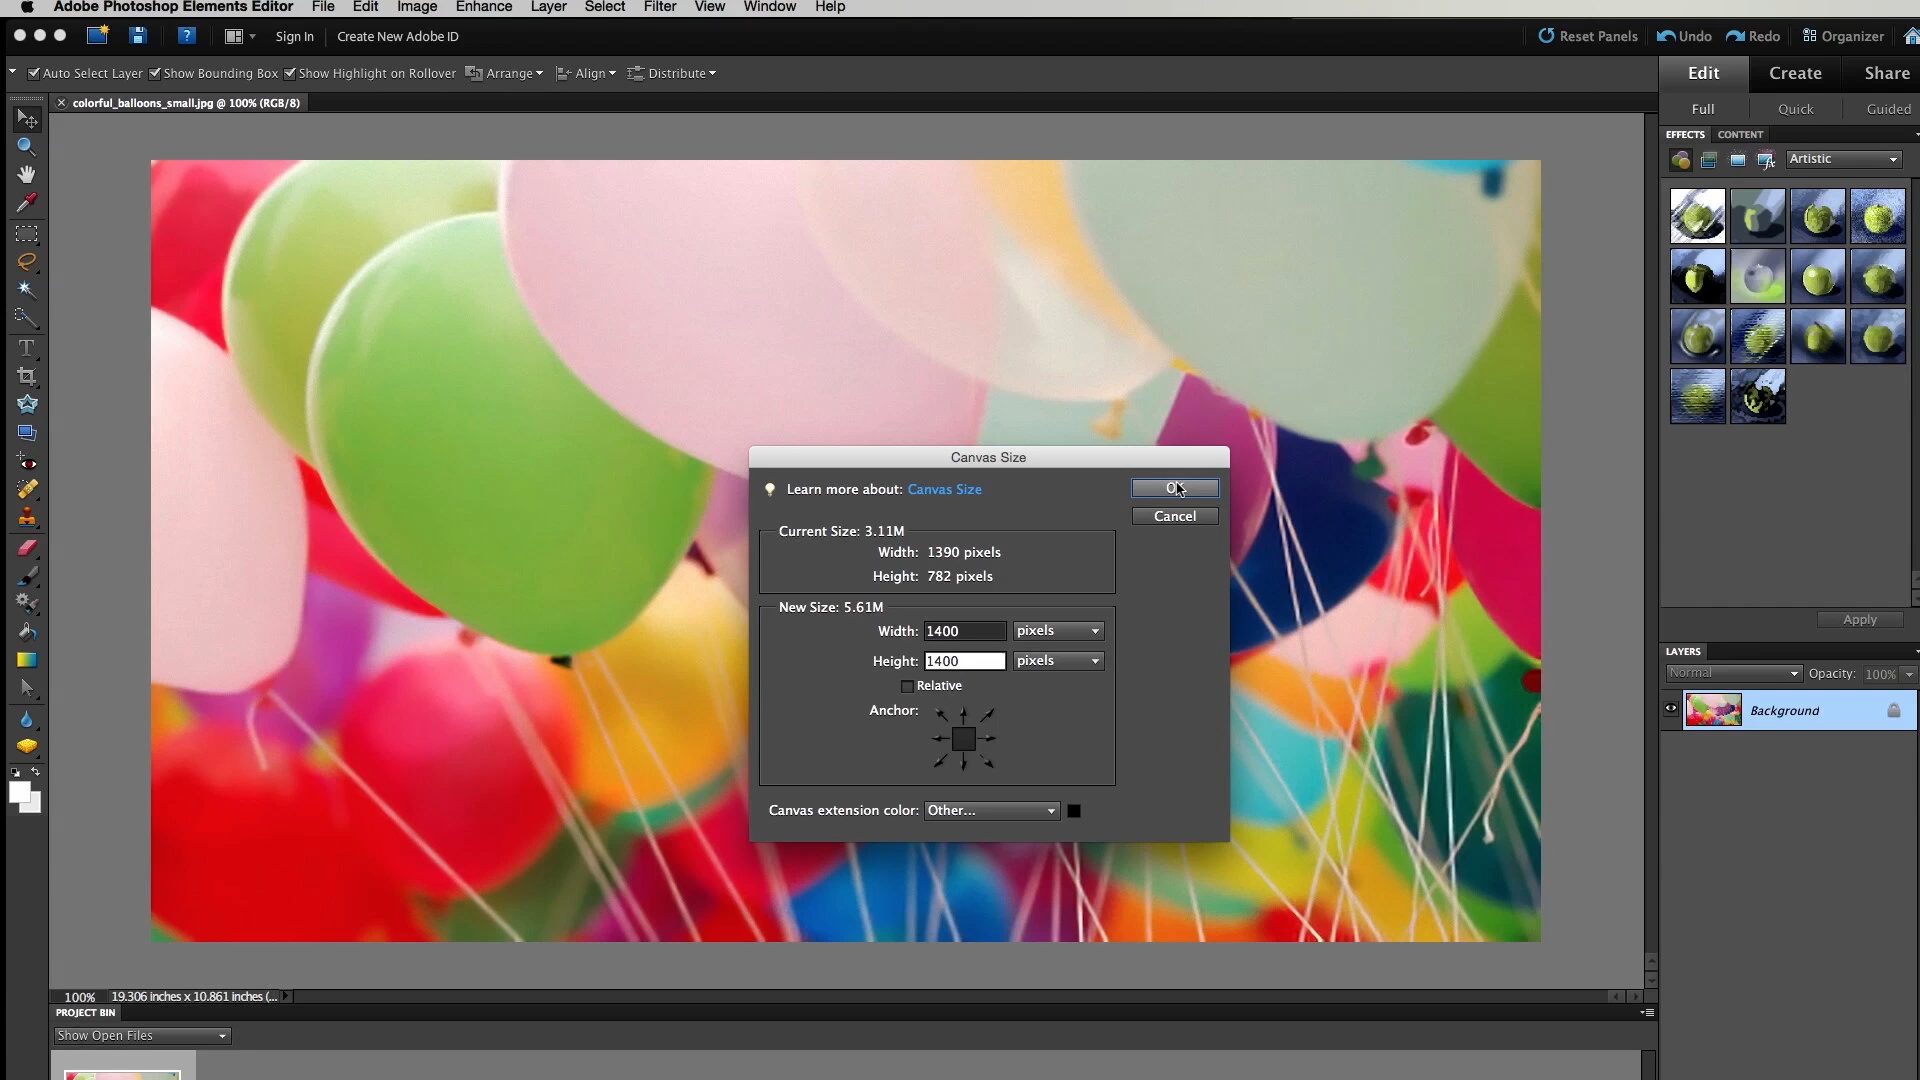 Adobe Photoshop Elements Editor File Edit Image Enhance Layer Select Filter View Window Help
Sign In Create New Adobe ID Reset Panels Undo Redo Organizer
Auto Select Layer Show Bounding Box Show Highlight on Rollover Arrange Align Distribute
Edit Create Share
colorful_balloons_small.jpg @ 100% (RGB/8)
Full Quick Guided
EFFECTS CONTENT
Artistic
Canvas Size
Learn more about: Canvas Size
OK
Cancel
Current Size: 3.11M
Width: 1390 pixels
Height: 782 pixels
New Size: 5.61M
Width: 1400 pixels
Height: 1400 pixels
Relative
Anchor:
Canvas extension color: Other...
Apply
LAYERS
Normal Opacity: 100%
Background
100% 19.306 inches x 10.861 inches (...
PROJECT BIN
Show Open Files